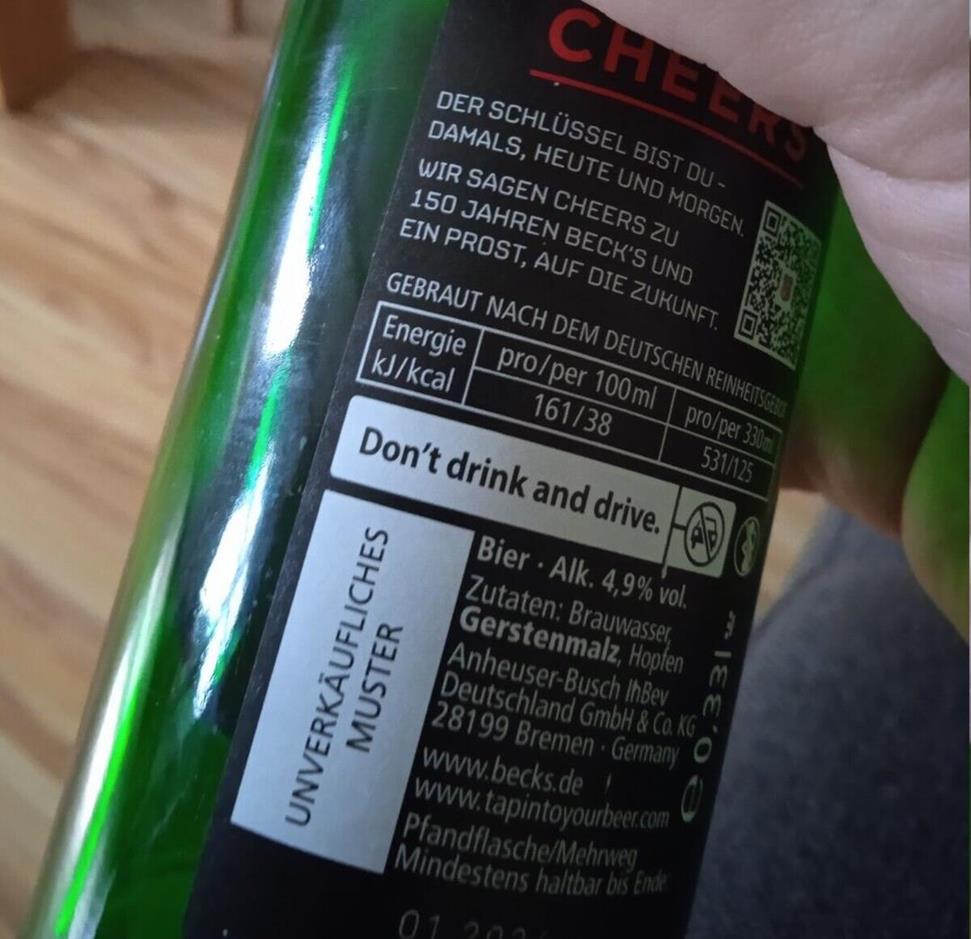 CHEERS
DER SCHLÜSSEL BIST DU -
DAMALS, HEUTE UND MORGEN.
WIR SAGEN CHEERS ZU
150 JAHREN BECK'S UND
EIN PROST, AUF DIE ZUKUNFT.
GEBRAUT NACH DEM DEUTSCHEN REINHEITSGEBOT
Energie
kJ/kcal
pro/per 100ml
161/38
pro/per 330ml
531/125
Don't drink and drive.
UNVERKÄUFLICHES
MUSTER
Bier · Alk. 4,9% vol.
Zutaten: Brauwasser,
Gerstenmalz, Hopfen
Anheuser-Busch InBev
Deutschland GmbH & Co. KG
28199 Bremen · Germany
www.becks.de
www.tapintoyourbeer.com
Pfandflasche/Mehrweg
Mindestens haltbar bis Ende
e 0,33l
01